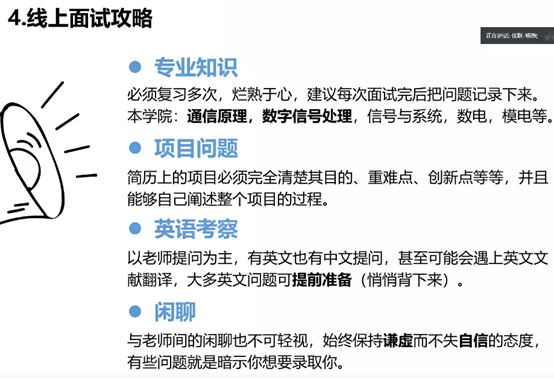 4.线上面试攻略
正在讲话:
● 专业知识
必须复习多次，烂熟于心，建议每次面试完后把问题记录下来。
本学院：通信原理，数字信号处理，信号与系统，数电，模电等。
● 项目问题
简历上的项目必须完全清楚其目的、重难点、创新点等等，并且
能够自己阐述整个项目的过程。
● 英语考察
以老师提问为主，有英文也有中文提问，甚至可能会遇上英文文
献翻译，大多英文问题可提前准备（悄悄背下来）。
● 闲聊
与老师间的闲聊也不可轻视，始终保持谦虚而不失自信的态度，
有些问题就是暗示你想要录取你。